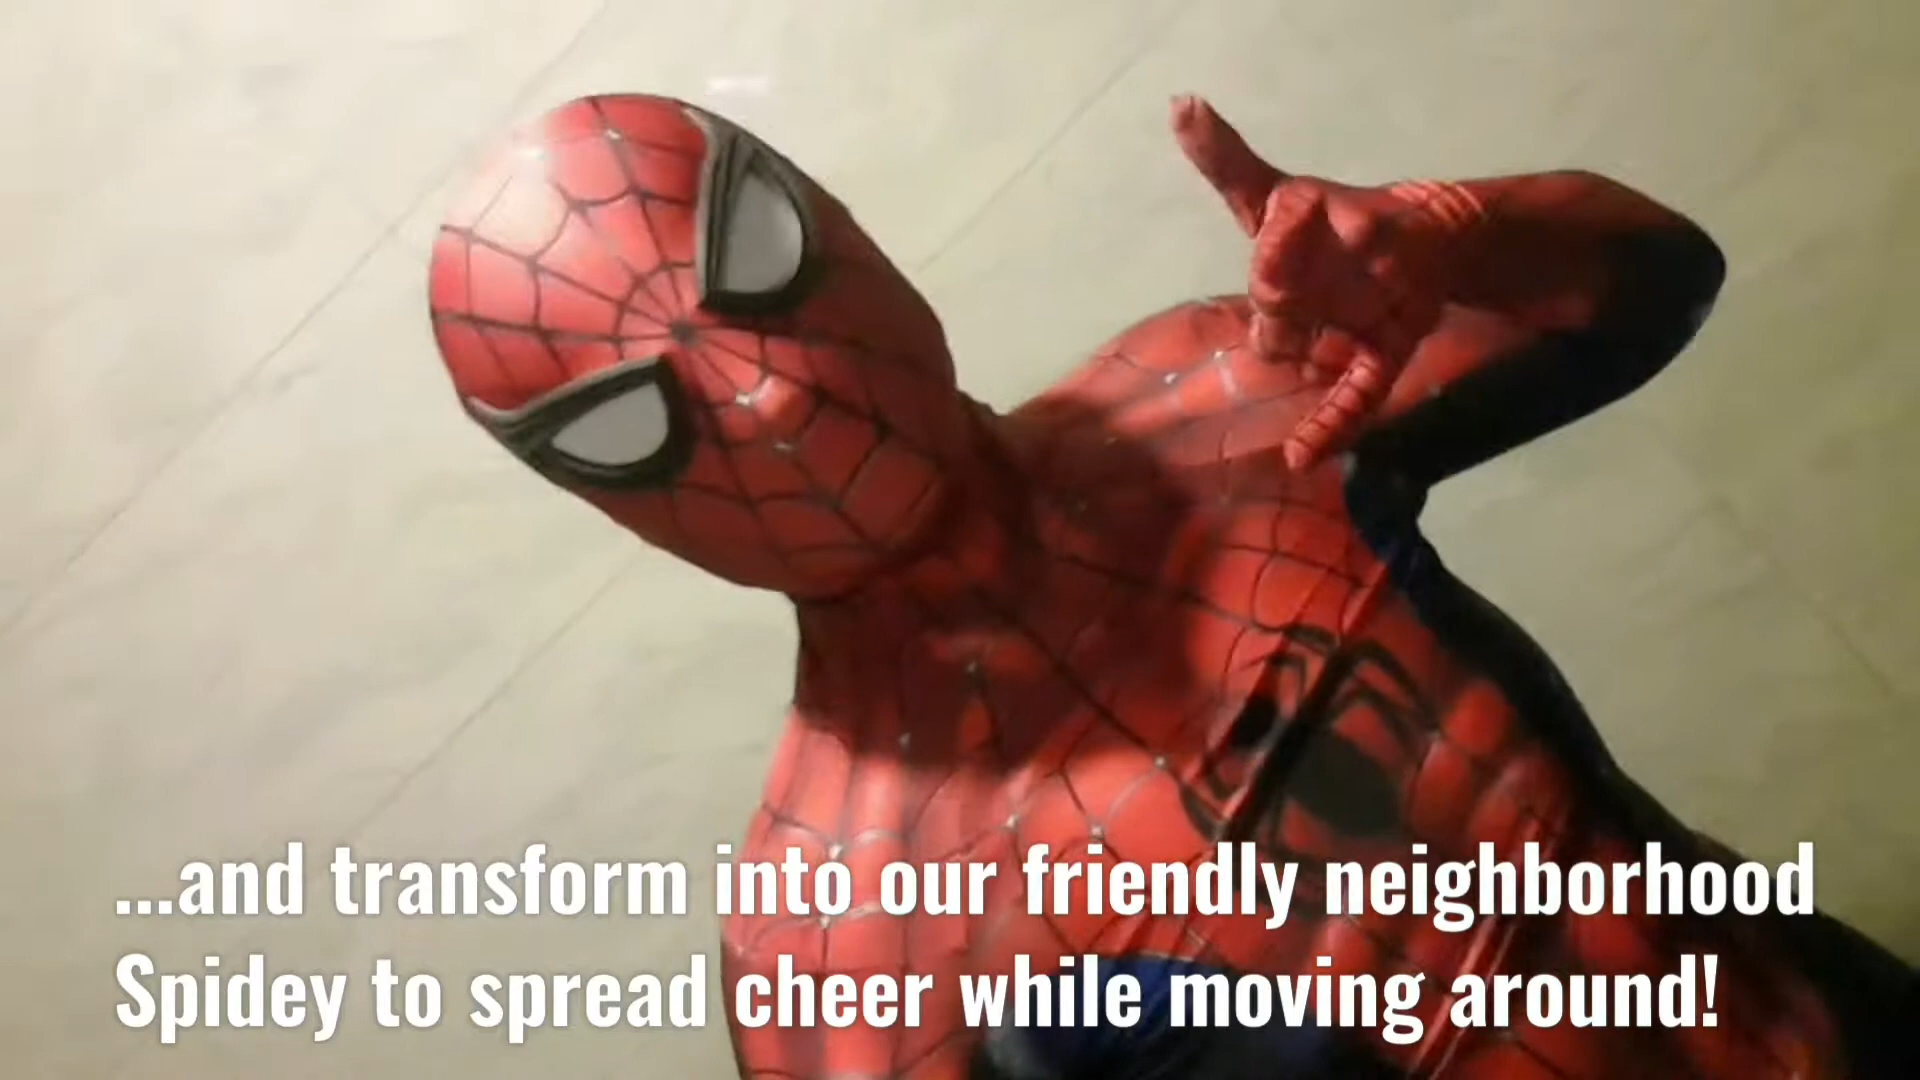 ...and transform into our friendly neighborhood
Spidey to spread cheer while moving around!